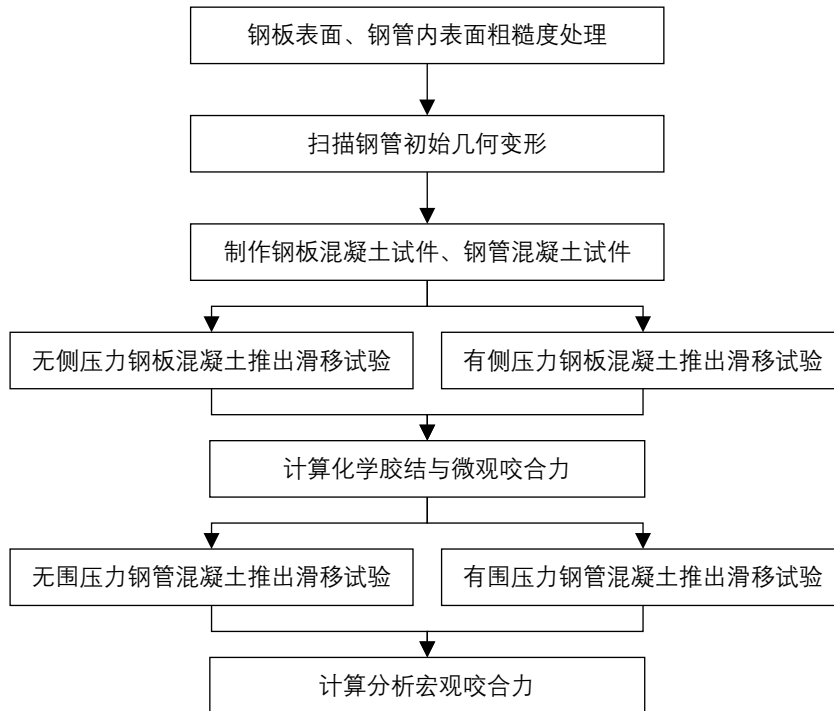 钢板表面、钢管内表面粗糙度处理
扫描钢管初始几何变形
制作钢板混凝土试件、钢管混凝土试件
无侧压力钢板混凝土推出滑移试验
有侧压力钢板混凝土推出滑移试验
计算化学胶结与微观咬合力
无围压力钢管混凝土推出滑移试验
有围压力钢管混凝土推出滑移试验
计算分析宏观咬合力